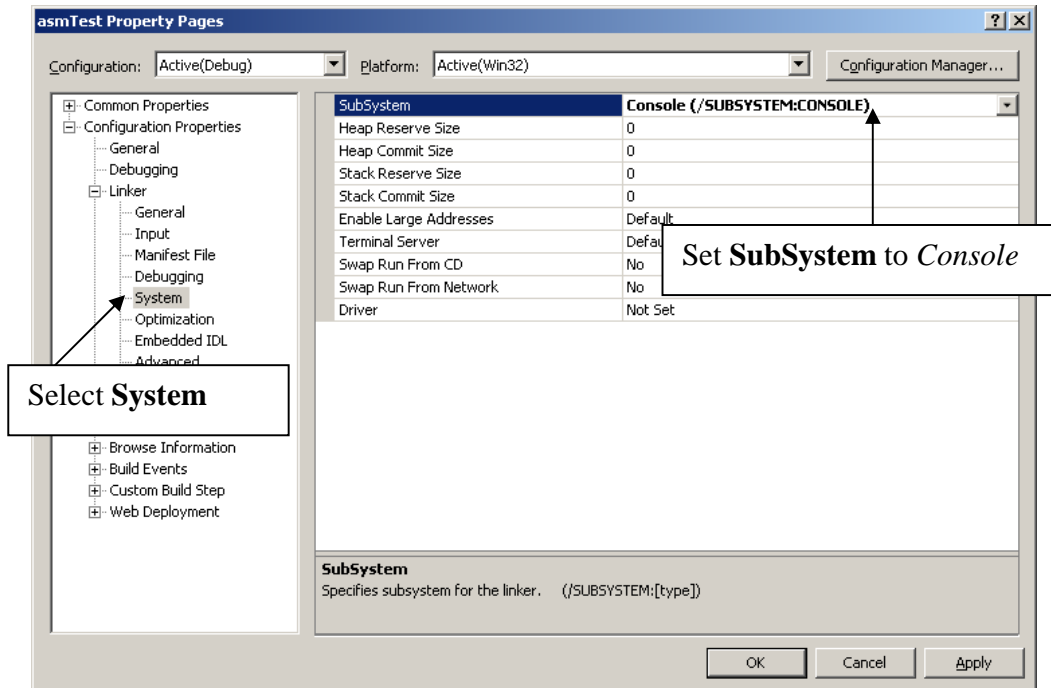 asmTest Property Pages
Configuration: Active(Debug) Platform: Active(Win32) Configuration Manager...
Common Properties
Configuration Properties
General
Debugging
Linker
General
Input
Manifest File
Debugging
System
Optimization
Embedded IDL
Advanced
Browse Information
Build Events
Custom Build Step
Web Deployment
Select System
SubSystem Console (/SUBSYSTEM:CONSOLE)
Heap Reserve Size 0
Heap Commit Size 0
Stack Reserve Size 0
Stack Commit Size 0
Enable Large Addresses Default
Terminal Server
Swap Run From CD No
Swap Run From Network No
Driver Not Set
Set SubSystem to Console
SubSystem
Specifies subsystem for the linker. (/SUBSYSTEM:[type])
OK Cancel Apply